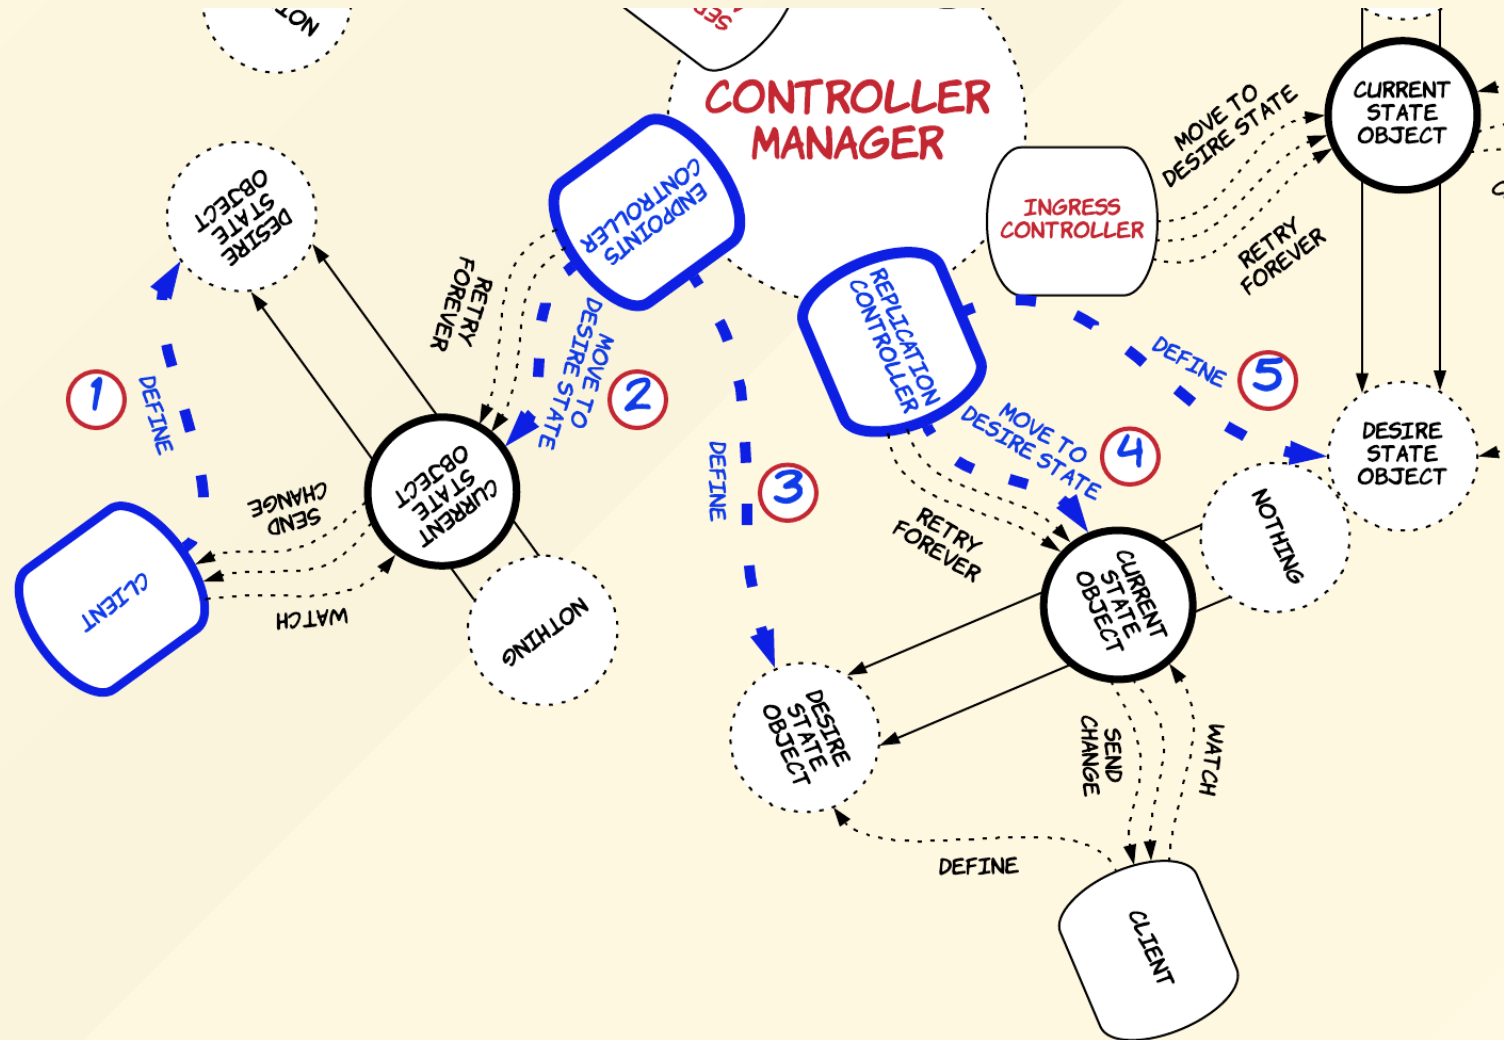 NOT
SER
CONTROLLER
MANAGER
CURRENT
STATE
OBJECT
MOVE TO
DESIRE STATE
RETRY
FOREVER
INGRESS
CONTROLLER
ENDPOINTS
CONTROLLER
DESIRE
STATE
OBJECT
RETRY
FOREVER
MOVE TO
DESIRE STATE
2
1
DEFINE
REPLICATION
CONTROLLER
DEFINE
5
MOVE TO
DESIRE STATE
4
DESIRE
STATE
OBJECT
DEFINE
3
CURRENT
STATE
OBJECT
SEND
CHANGE
WATCH
CLIENT
NOTHING
RETRY
FOREVER
NOTHING
CURRENT
STATE
OBJECT
DESIRE
STATE
OBJECT
SEND
CHANGE
WATCH
DEFINE
CLIENT